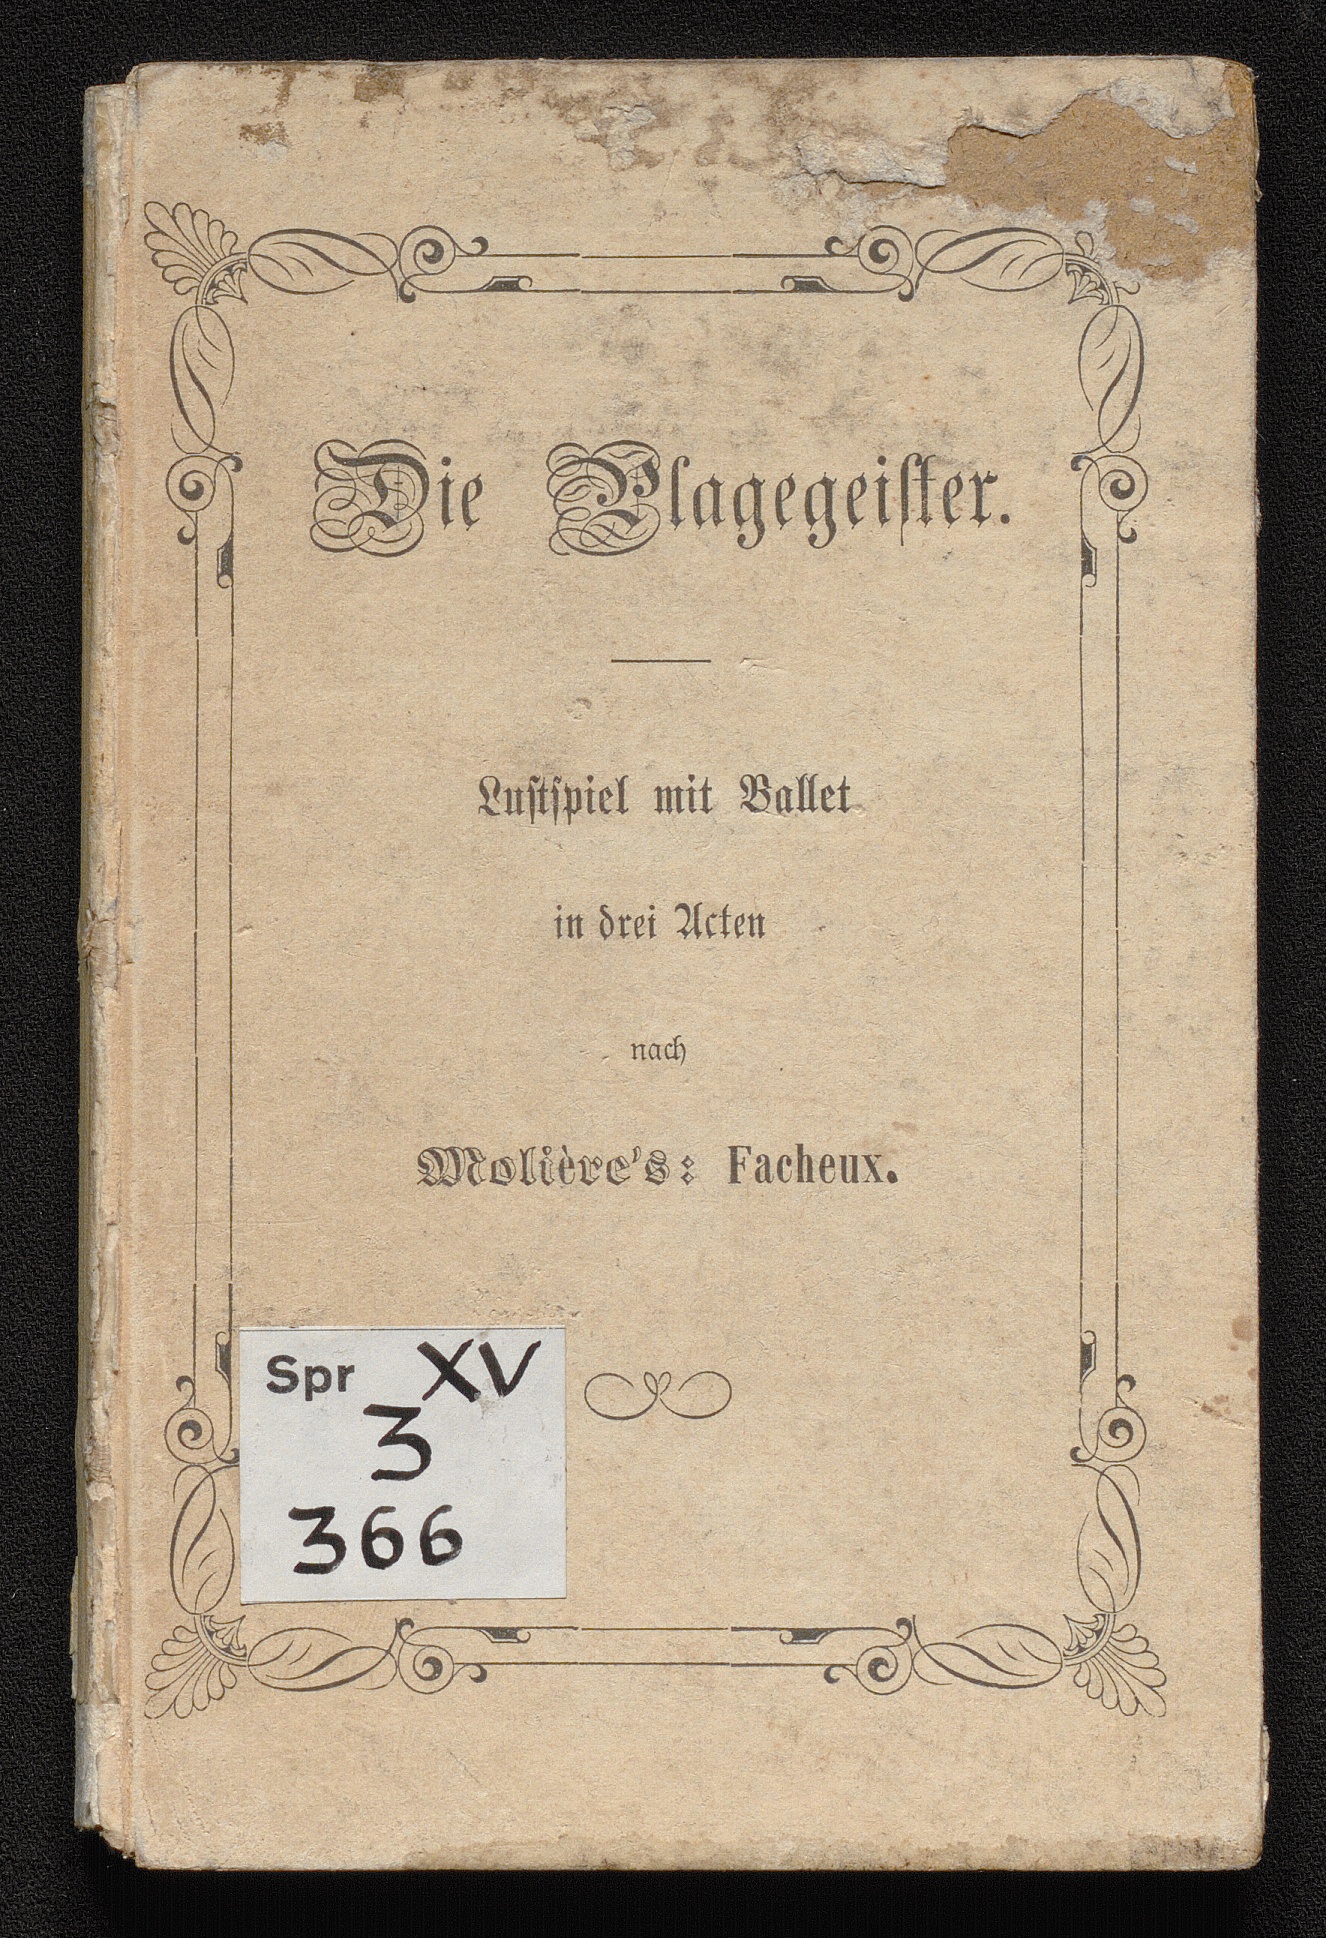 Die Plagegeiſter.
Luſtſpiel mit Ballet
in drei Acten
nach
Molière's: Facheux.
Spr XV
3
366